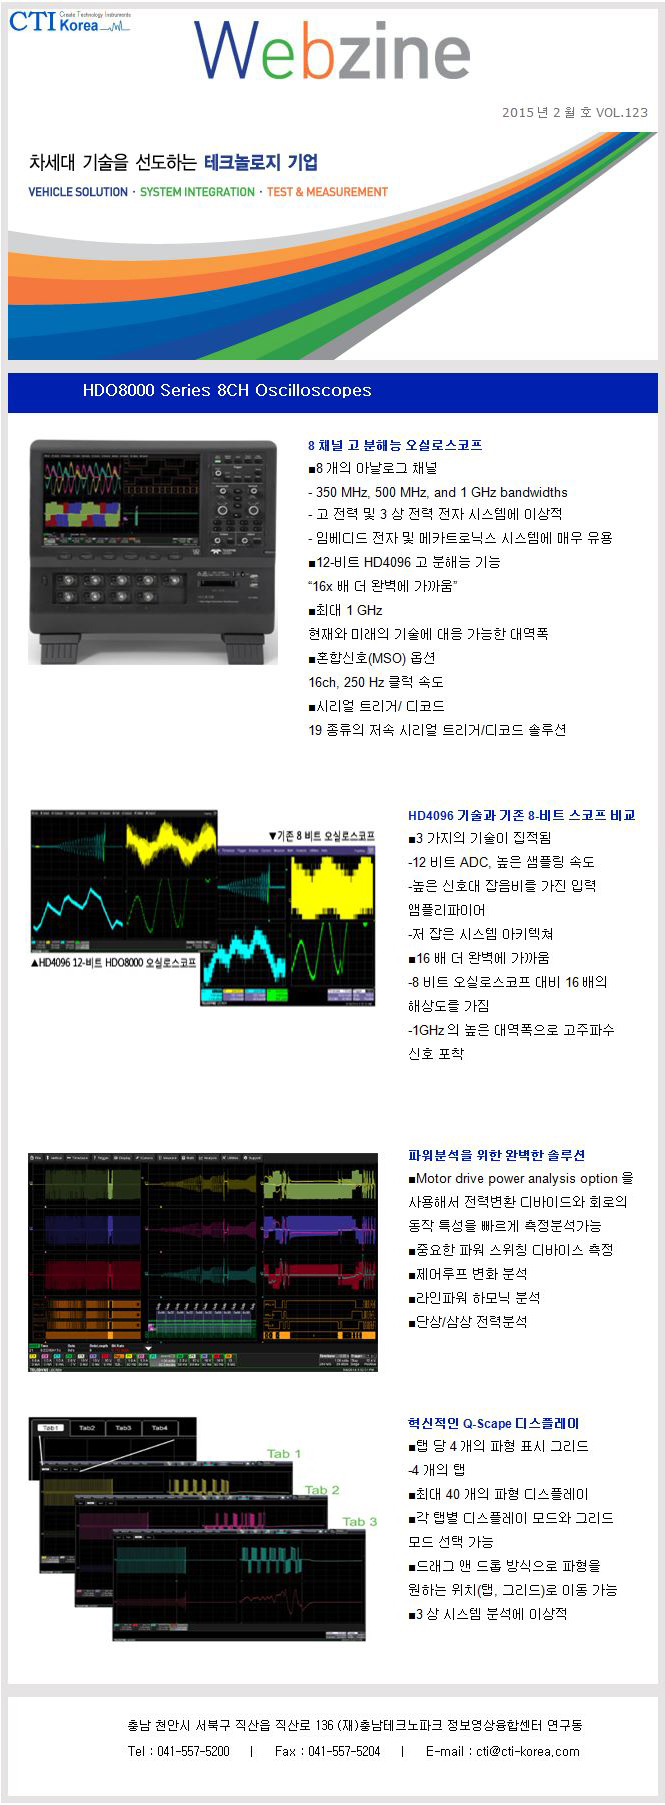 CTI Create Technology Instruments
Korea
Webzine
2015 년 2 월 호 VOL.123
차세대 기술을 선도하는 테크놀로지 기업
VEHICLE SOLUTION · SYSTEM INTEGRATION · TEST & MEASUREMENT
HDO8000 Series 8CH Oscilloscopes
8 채널 고 분해능 오실로스코프
■8 개의 아날로그 채널
- 350 MHz, 500 MHz, and 1 GHz bandwidths
- 고 전력 및 3 상 전력 전자 시스템에 이상적
- 임베디드 전자 및 메카트로닉스 시스템에 매우 유용
■12-비트 HD4096 고 분해능 기능
“16x 배 더 완벽에 가까움”
■최대 1 GHz
현재와 미래의 기술에 대응 가능한 대역폭
■혼합신호(MSO) 옵션
16ch, 250 Hz 클럭 속도
■시리얼 트리거/ 디코드
19 종류의 저속 시리얼 트리거/디코드 솔루션
▼기존 8 비트 오실로스코프
▲HD4096 12-비트 HDO8000 오실로스코프
HD4096 기술과 기존 8-비트 스코프 비교
■3 가지의 기술이 집적됨
-12 비트 ADC, 높은 샘플링 속도
-높은 신호대 잡음비를 가진 입력
앰플리파이어
-저 잡은 시스템 아키텍쳐
■16 배 더 완벽에 가까움
-8 비트 오실로스코프 대비 16 배의
해상도를 가짐
-1GHz 의 높은 대역폭으로 고주파수
신호 포착
파워분석을 위한 완벽한 솔루션
■Motor drive power analysis option 을
사용해서 전력변환 디바이드와 회로의
동작 특성을 빠르게 측정분석가능
■중요한 파워 스위칭 디바이스 측정
■제어루프 변화 분석
■라인파워 하모닉 분석
■단상/삼상 전력분석
Tab1 Tab2 Tab3 Tab4
Tab 1
Tab 2
Tab 3
혁신적인 Q-Scape 디스플레이
■탭 당 4 개의 파형 표시 그리드
-4 개의 탭
■최대 40 개의 파형 디스플레이
■각 탭별 디스플레이 모드와 그리드
모드 선택 가능
■드래그 앤 드롭 방식으로 파형을
원하는 위치(탭, 그리드)로 이동 가능
■3 상 시스템 분석에 이상적
충남 천안시 서북구 직산읍 직산로 136 (재)충남테크노파크 정보영상융합센터 연구동
Tel : 041-557-5200 | Fax : 041-557-5204 | E-mail : cti@cti-korea.com